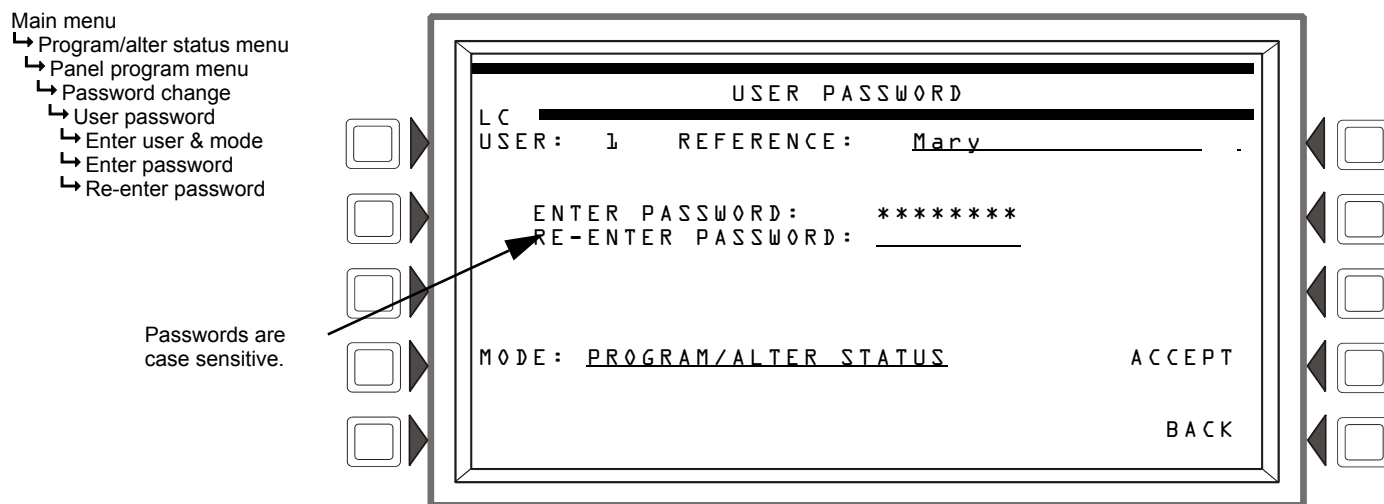 Main menu
Program/alter status menu
Panel program menu
Password change
User password
Enter user & mode
Enter password
Re-enter password
USER PASSWORD
LC
USER: 1 REFERENCE: Mary
ENTER PASSWORD: ********
RE-ENTER PASSWORD:
Passwords are
case sensitive.
MODE: PROGRAM/ALTER STATUS ACCEPT
BACK